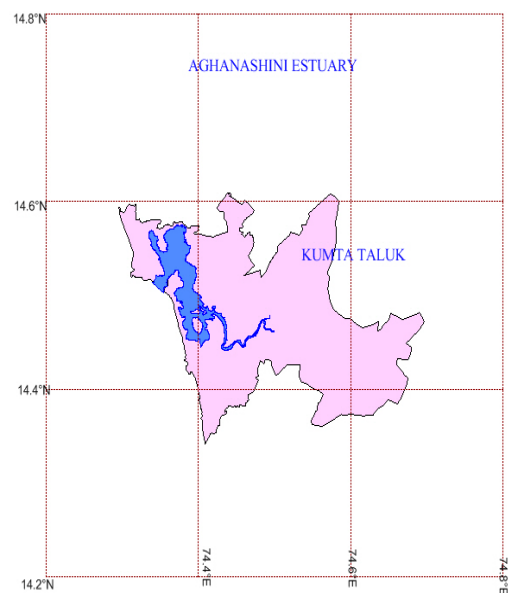 14.8°N
AGHANASHINI ESTUARY
14.6°N
KUMTA TALUK
14.4°N
14.2°N
74.4°E
74.6°E
74.8°E